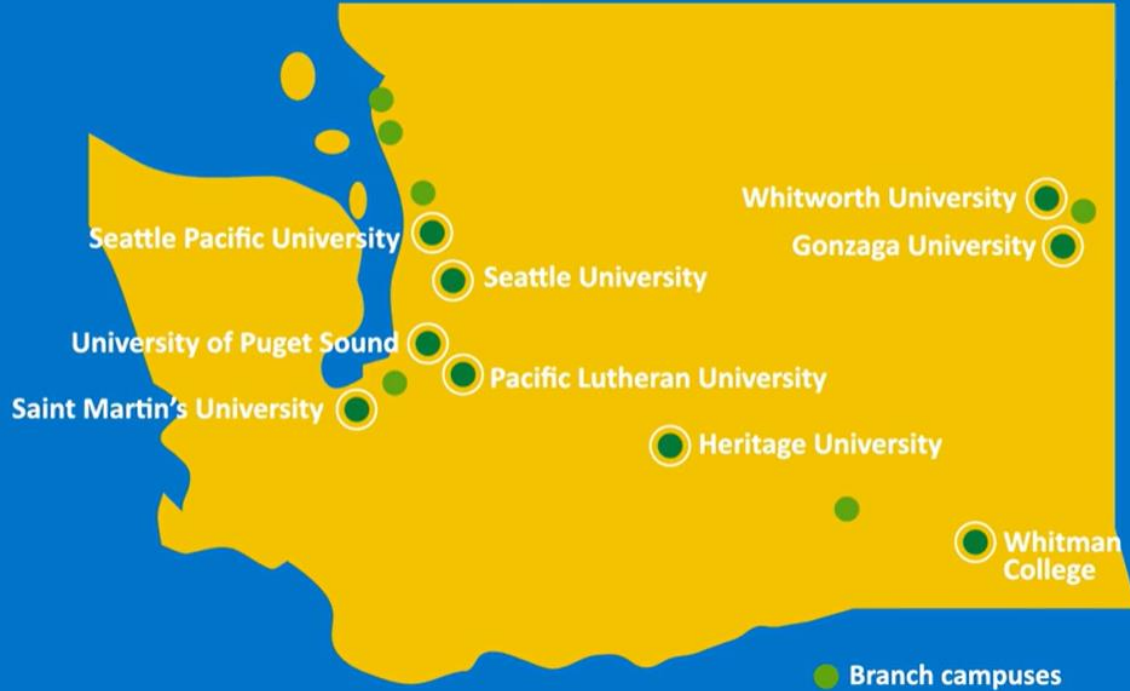 Whitworth University
Seattle Pacific University
Gonzaga University
Seattle University
University of Puget Sound
Pacific Lutheran University
Saint Martin's University
Heritage University
Whitman
College
Branch campuses